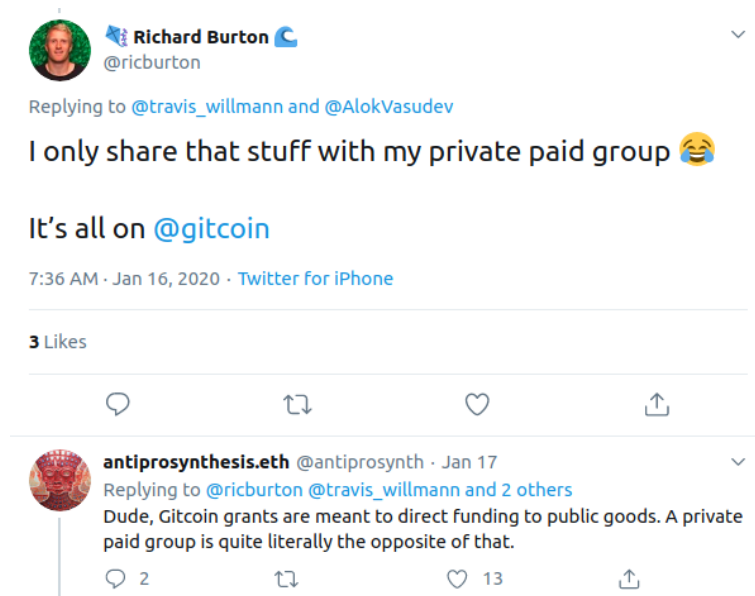 Richard Burton
@ricburton
Replying to @travis_willmann and @AlokVasudev
I only share that stuff with my private paid group 😂
It’s all on @gitcoin
7:36 AM · Jan 16, 2020 · Twitter for iPhone
3 Likes
antiprosynthesis.eth @antiprosynth · Jan 17
Replying to @ricburton @travis_willmann and 2 others
Dude, Gitcoin grants are meant to direct funding to public goods. A private
paid group is quite literally the opposite of that.
2 13